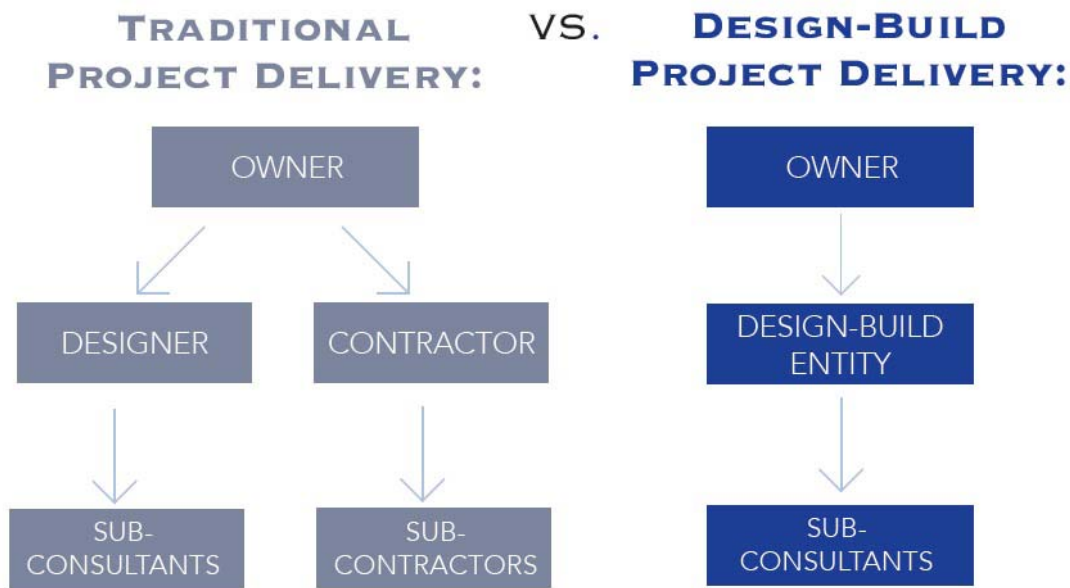 TRADITIONAL
PROJECT DELIVERY:
VS.
DESIGN-BUILD
PROJECT DELIVERY:
OWNER
DESIGNER
CONTRACTOR
SUB-
CONSULTANTS
SUB-
CONTRACTORS
OWNER
DESIGN-BUILD
ENTITY
SUB-
CONSULTANTS